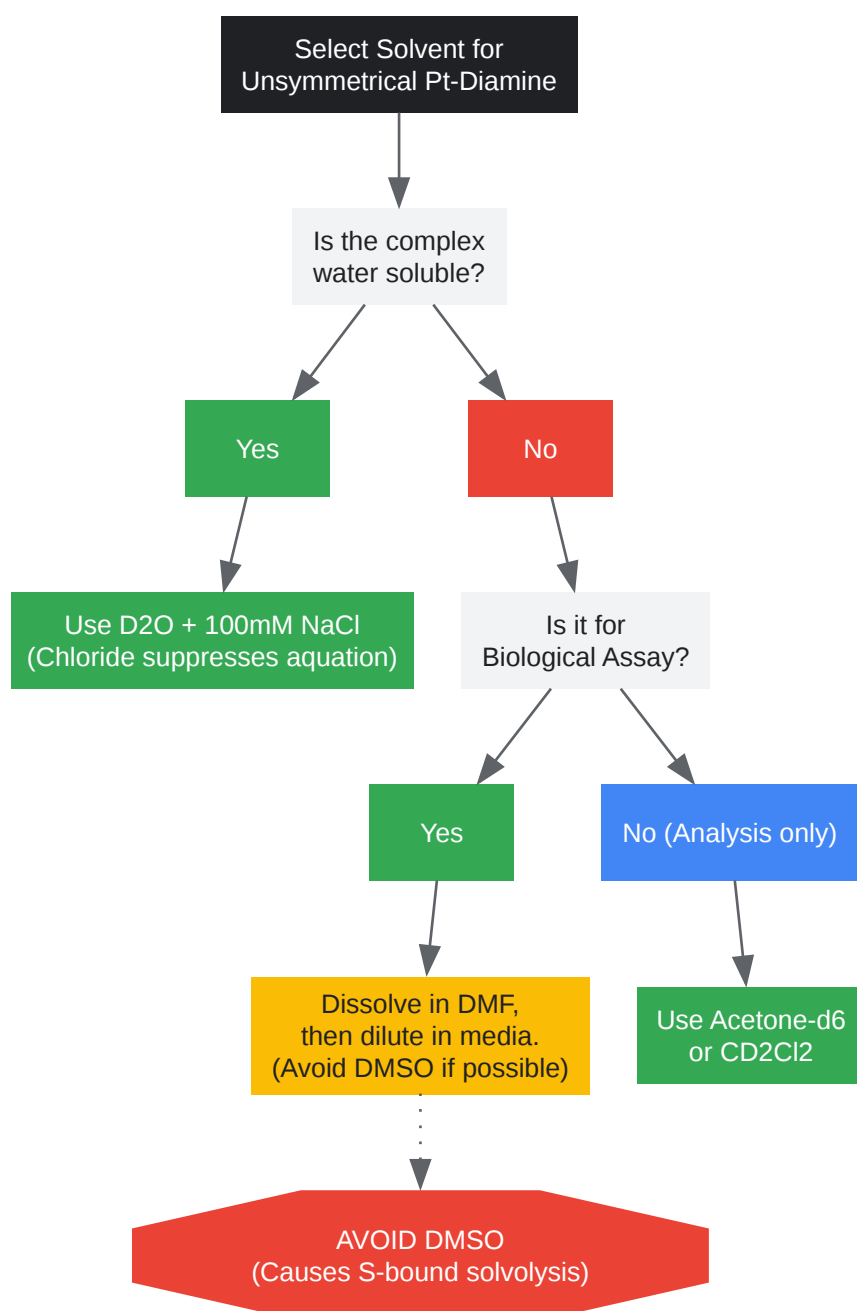 Select Solvent for
Unsymmetrical Pt-Diamine
Is the complex
water soluble?
Yes
No
Use D2O + 100mM NaCl
(Chloride suppresses aquation)
Is it for
Biological Assay?
Yes
No (Analysis only)
Dissolve in DMF,
then dilute in media.
(Avoid DMSO if possible)
Use Acetone-d6
or CD2Cl2
AVOID DMSO
(Causes S-bound solvolysis)